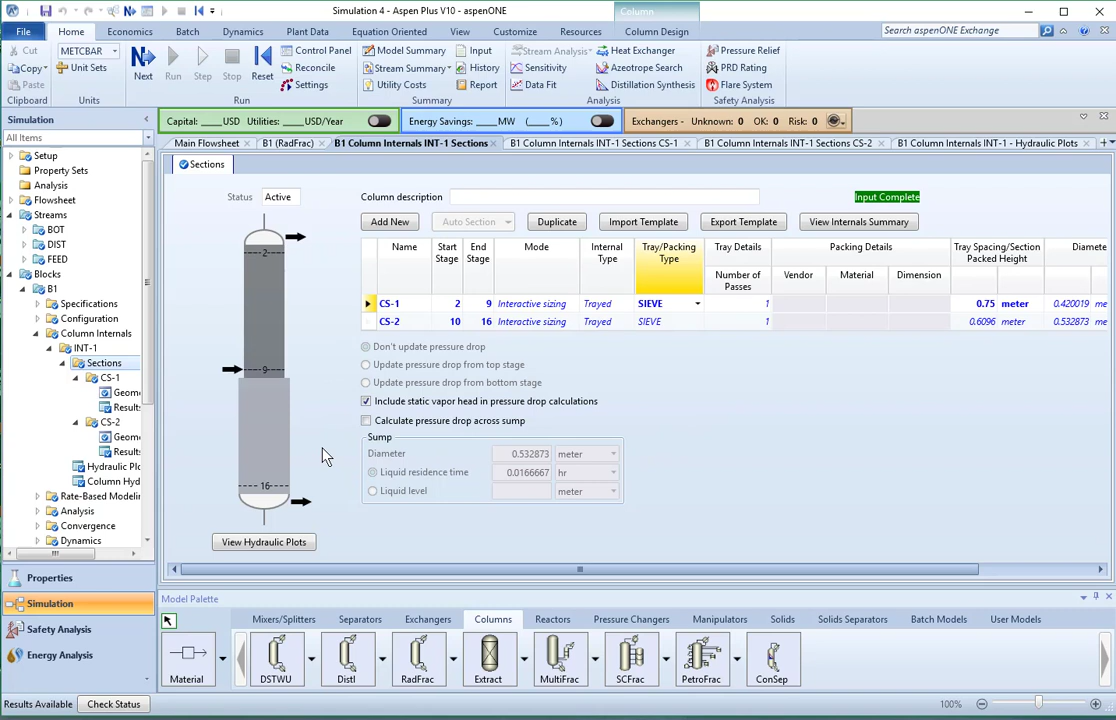 Simulation 4 - Aspen Plus V10 - aspenONE
Column
File Home Economics Batch Dynamics Plant Data Equation Oriented View Customize Resources Column Design Search aspenONE Exchange
Cut METCBAR Control Panel Model Summary Input Stream Analysis Heat Exchanger Pressure Relief
Copy Unit Sets Next Run Step Stop Reset Reconcile Stream Summary History Sensitivity Azeotrope Search PRD Rating
Paste Settings Utility Costs Report Data Fit Distillation Synthesis Flare System
Clipboard Units Run Summary Analysis Safety Analysis
Capital: ____USD Utilities: ____USD/Year Energy Savings: ____MW (____%) Exchangers - Unknown: 0 OK: 0 Risk: 0
Simulation
All Items
Main Flowsheet B1 (RadFrac) B1 Column Internals INT-1 Sections B1 Column Internals INT-1 Sections CS-1 B1 Column Internals INT-1 Sections CS-2 B1 Column Internals INT-1 - Hydraulic Plots
Setup
Property Sets
Analysis
Flowsheet
Streams
BOT
DIST
FEED
Blocks
B1
Specifications
Configuration
Column Internals
INT-1
Sections
CS-1
Geome
Results
CS-2
Geome
Results
Hydraulic Plo
Column Hyd
Rate-Based Modelin
Analysis
Convergence
Dynamics
Properties
Simulation
Safety Analysis
Energy Analysis
Sections
Status Active
2
9
16
View Hydraulic Plots
Column description Input Complete
Add New Auto Section Duplicate Import Template Export Template View Internals Summary
Name Start Stage End Stage Mode Internal Type Tray/Packing Type Tray Details Packing Details Tray Spacing/Section Packed Height Diamete
Number of Passes Vendor Material Dimension
CS-1 2 9 Interactive sizing Trayed SIEVE 1 0.75 meter 0.420019 me
CS-2 10 16 Interactive sizing Trayed SIEVE 1 0.6096 meter 0.532873 me
Don't update pressure drop
Update pressure drop from top stage
Update pressure drop from bottom stage
Include static vapor head in pressure drop calculations
Calculate pressure drop across sump
Sump
Diameter 0.532873 meter
Liquid residence time 0.0166667 hr
Liquid level meter
Model Palette
Mixers/Splitters Separators Exchangers Columns Reactors Pressure Changers Manipulators Solids Solids Separators Batch Models User Models
Material DSTWU Distl RadFrac Extract MultiFrac SCFrac PetroFrac ConSep
Results Available Check Status 100%